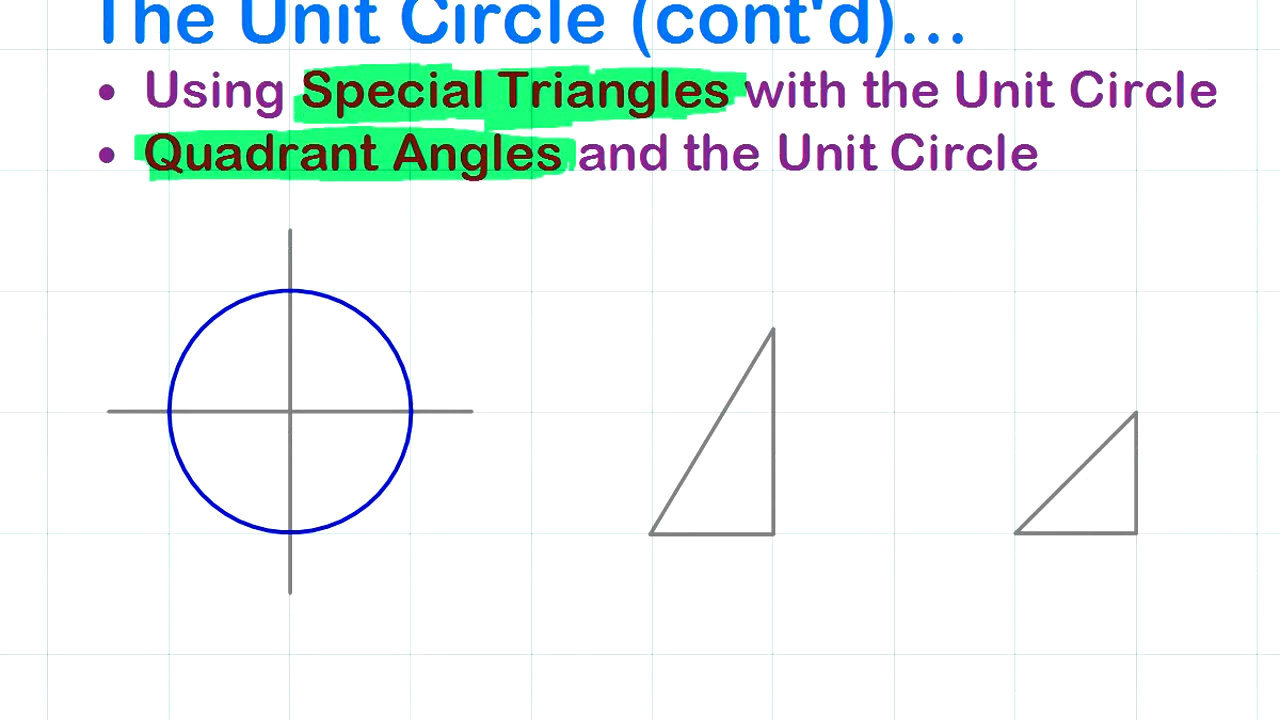 The Unit Circle (cont'd)...
• Using Special Triangles with the Unit Circle
• Quadrant Angles and the Unit Circle